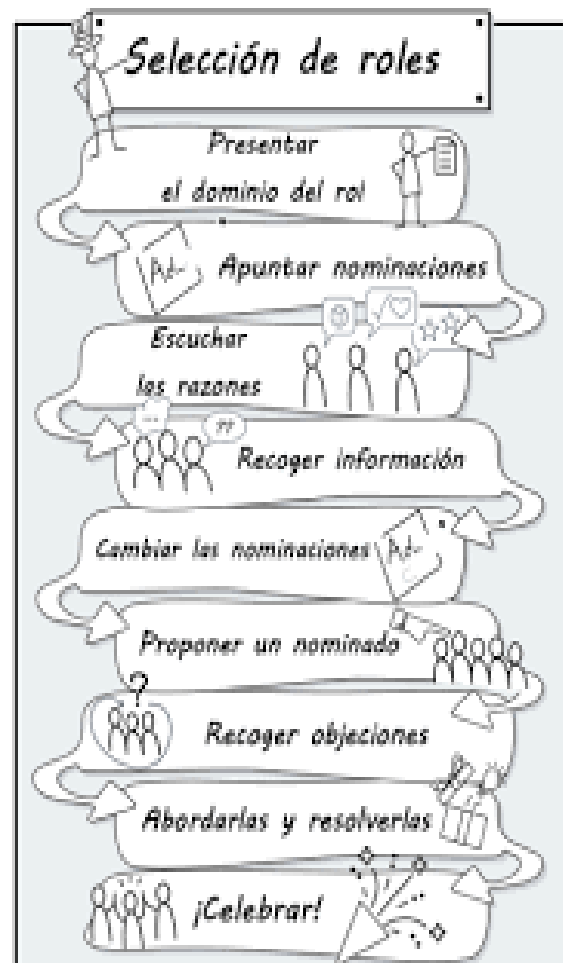 Selección de roles
Presentar
el dominio del rol
Apuntar nominaciones
Escuchar
las razones
Recoger información
Cambiar las nominaciones
Proponer un nominado
?
Recoger objeciones
Abordarlas y resolverlas
¡Celebrar!